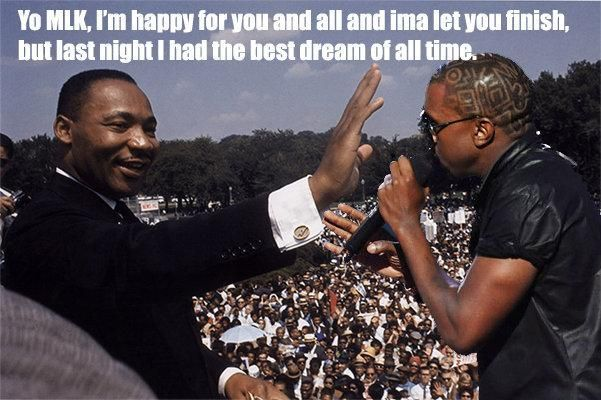 Yo MLK, I'm happy for you and all and ima let you finish,
but last night I had the best dream of all time.